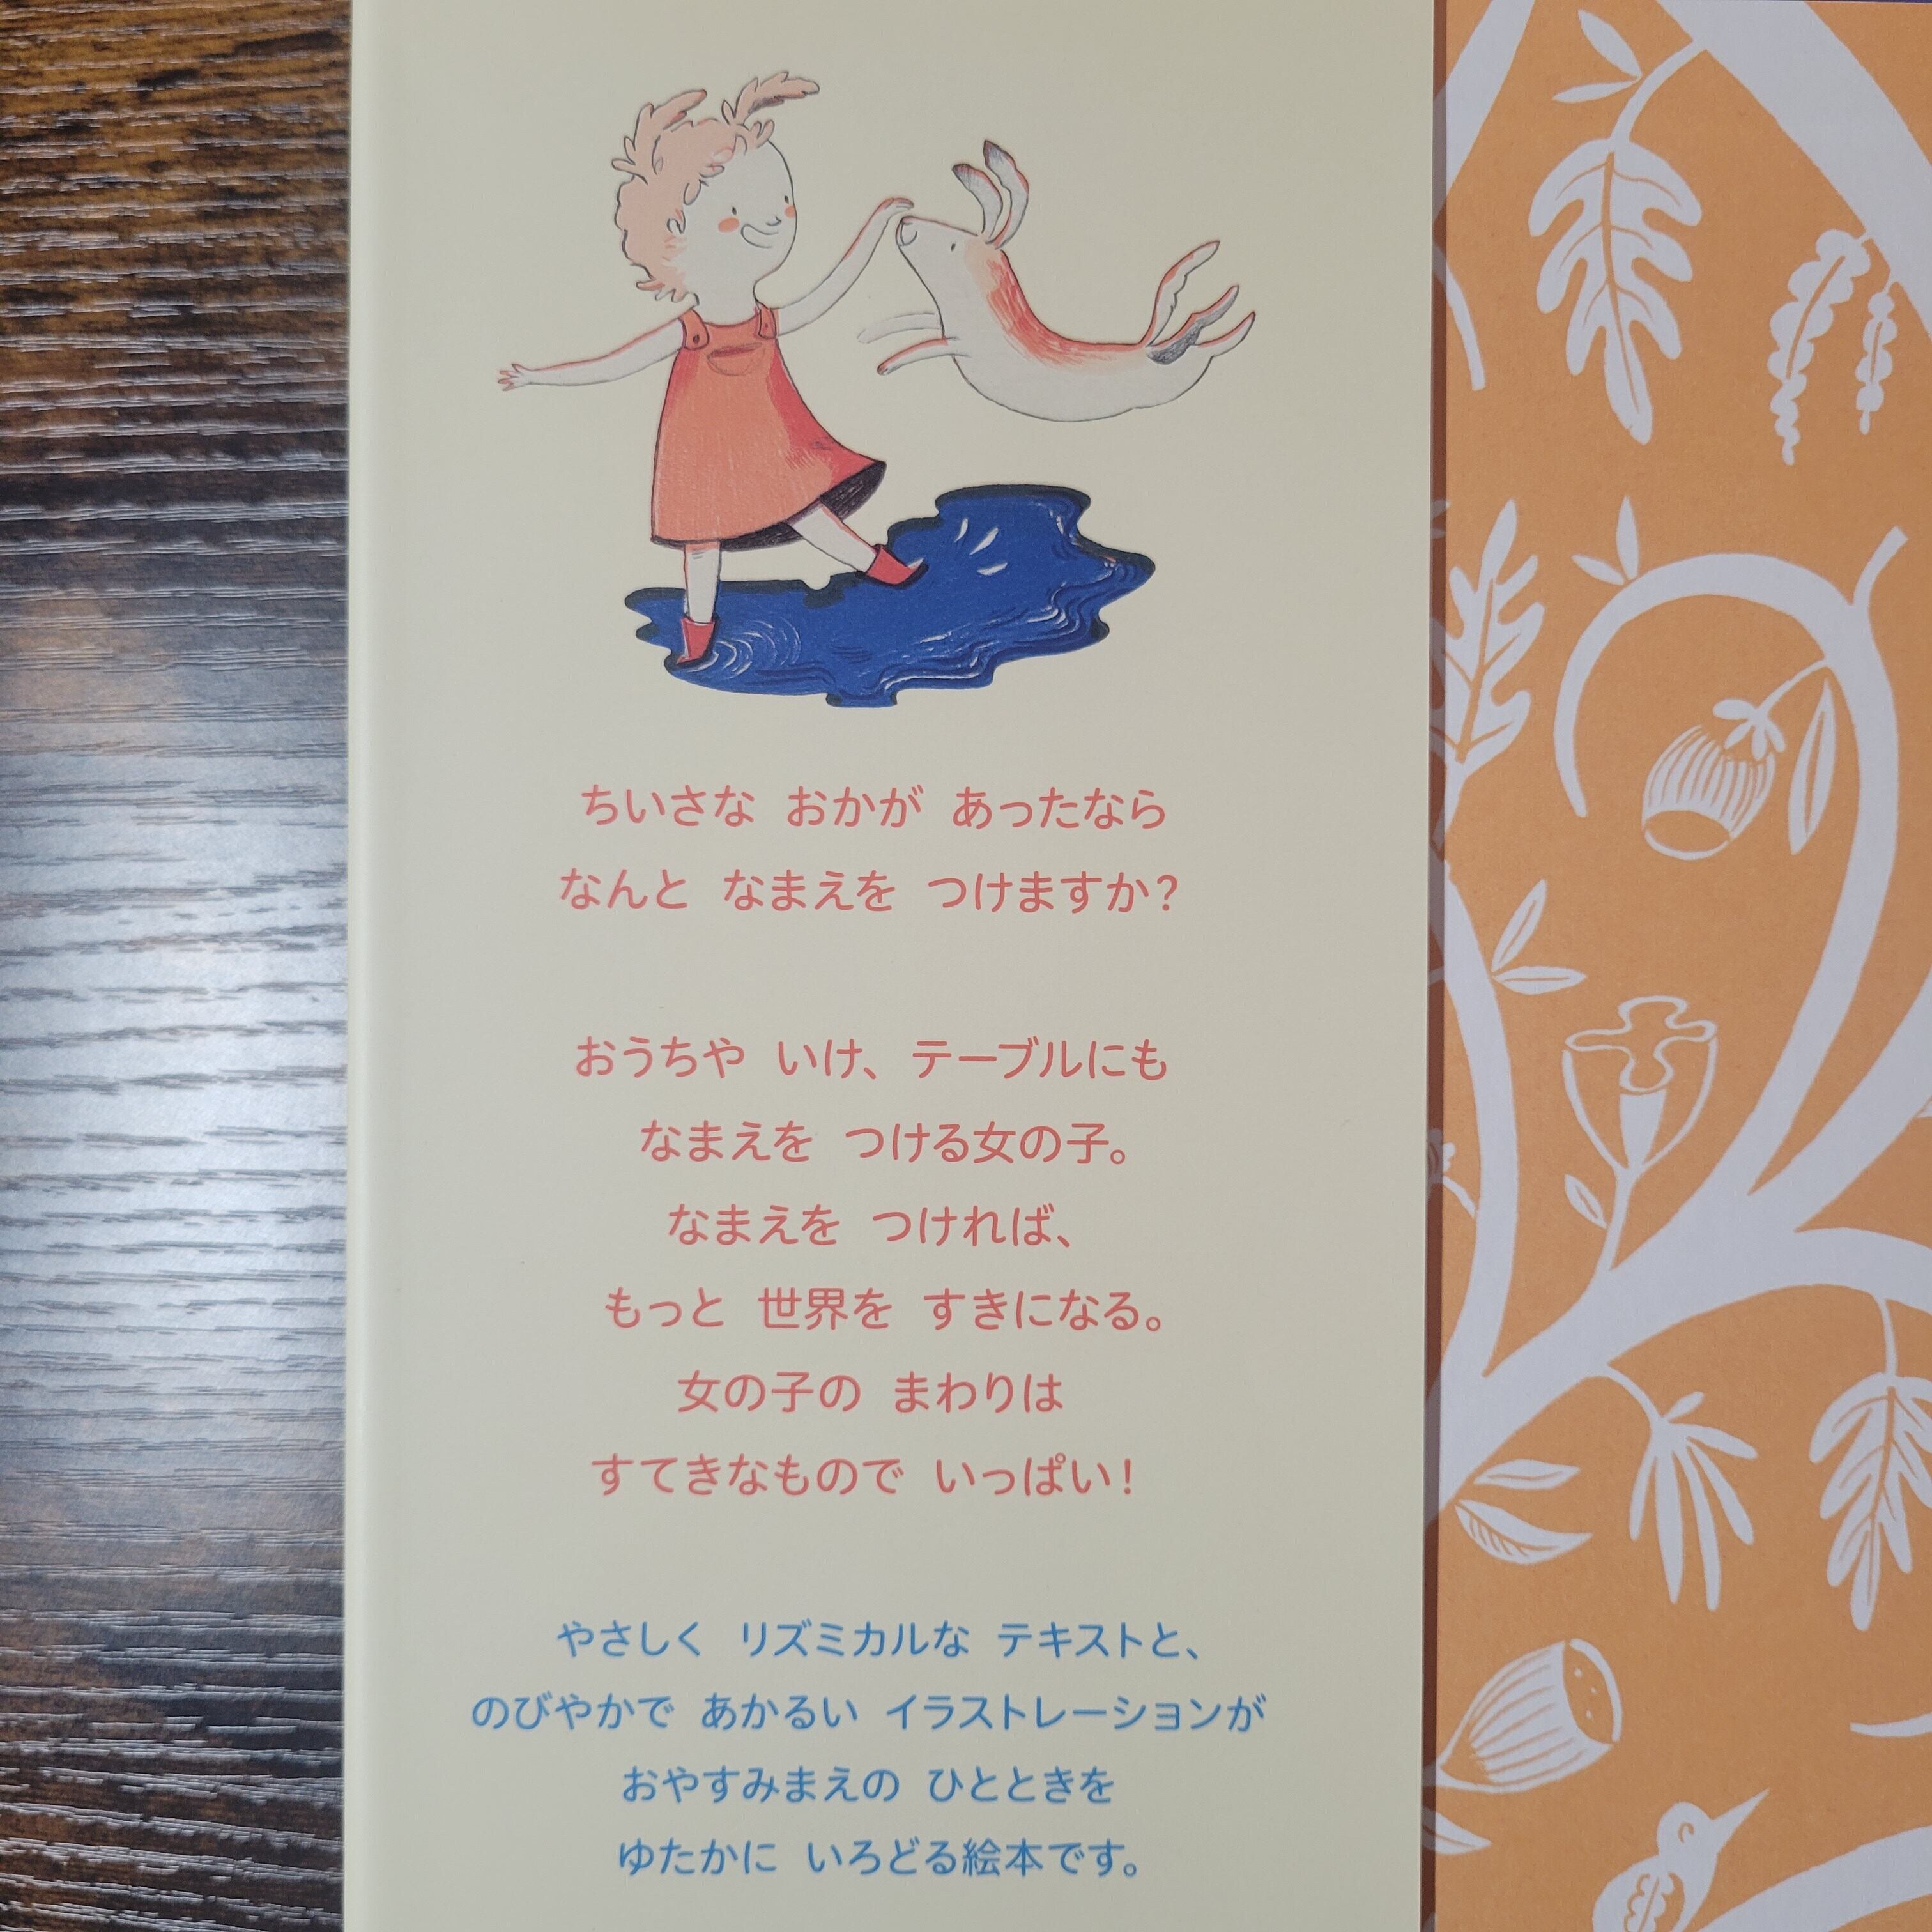 ちいさな おかが あったなら
なんと なまえを つけますか?
おうちや いけ、テーブルにも
なまえを つける女の子。
なまえを つければ、
もっと 世界を すきになる。
女の子の まわりは
すてきなもので いっぱい!
やさしく リズミカルな テキストと、
のびやかで あかるい イラストレーションが
おやすみまえの ひとときを
ゆたかに いろどる絵本です。